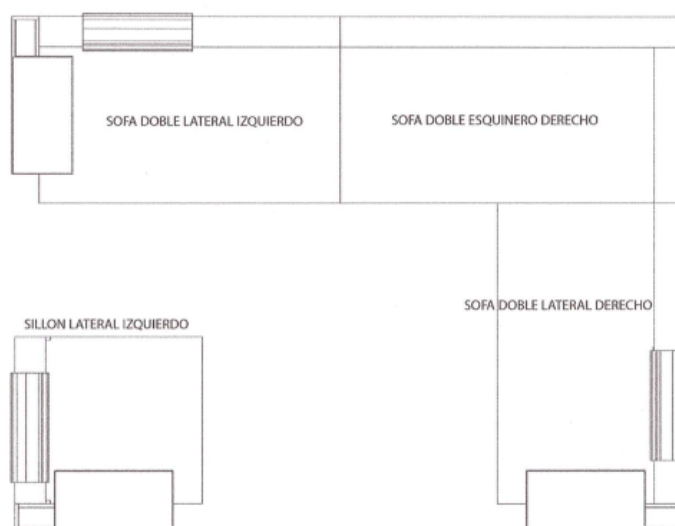 SOFA DOBLE LATERAL IZQUIERDO
SOFA DOBLE ESQUINERO DERECHO
SOFA DOBLE LATERAL DERECHO
SILLON LATERAL IZQUIERDO